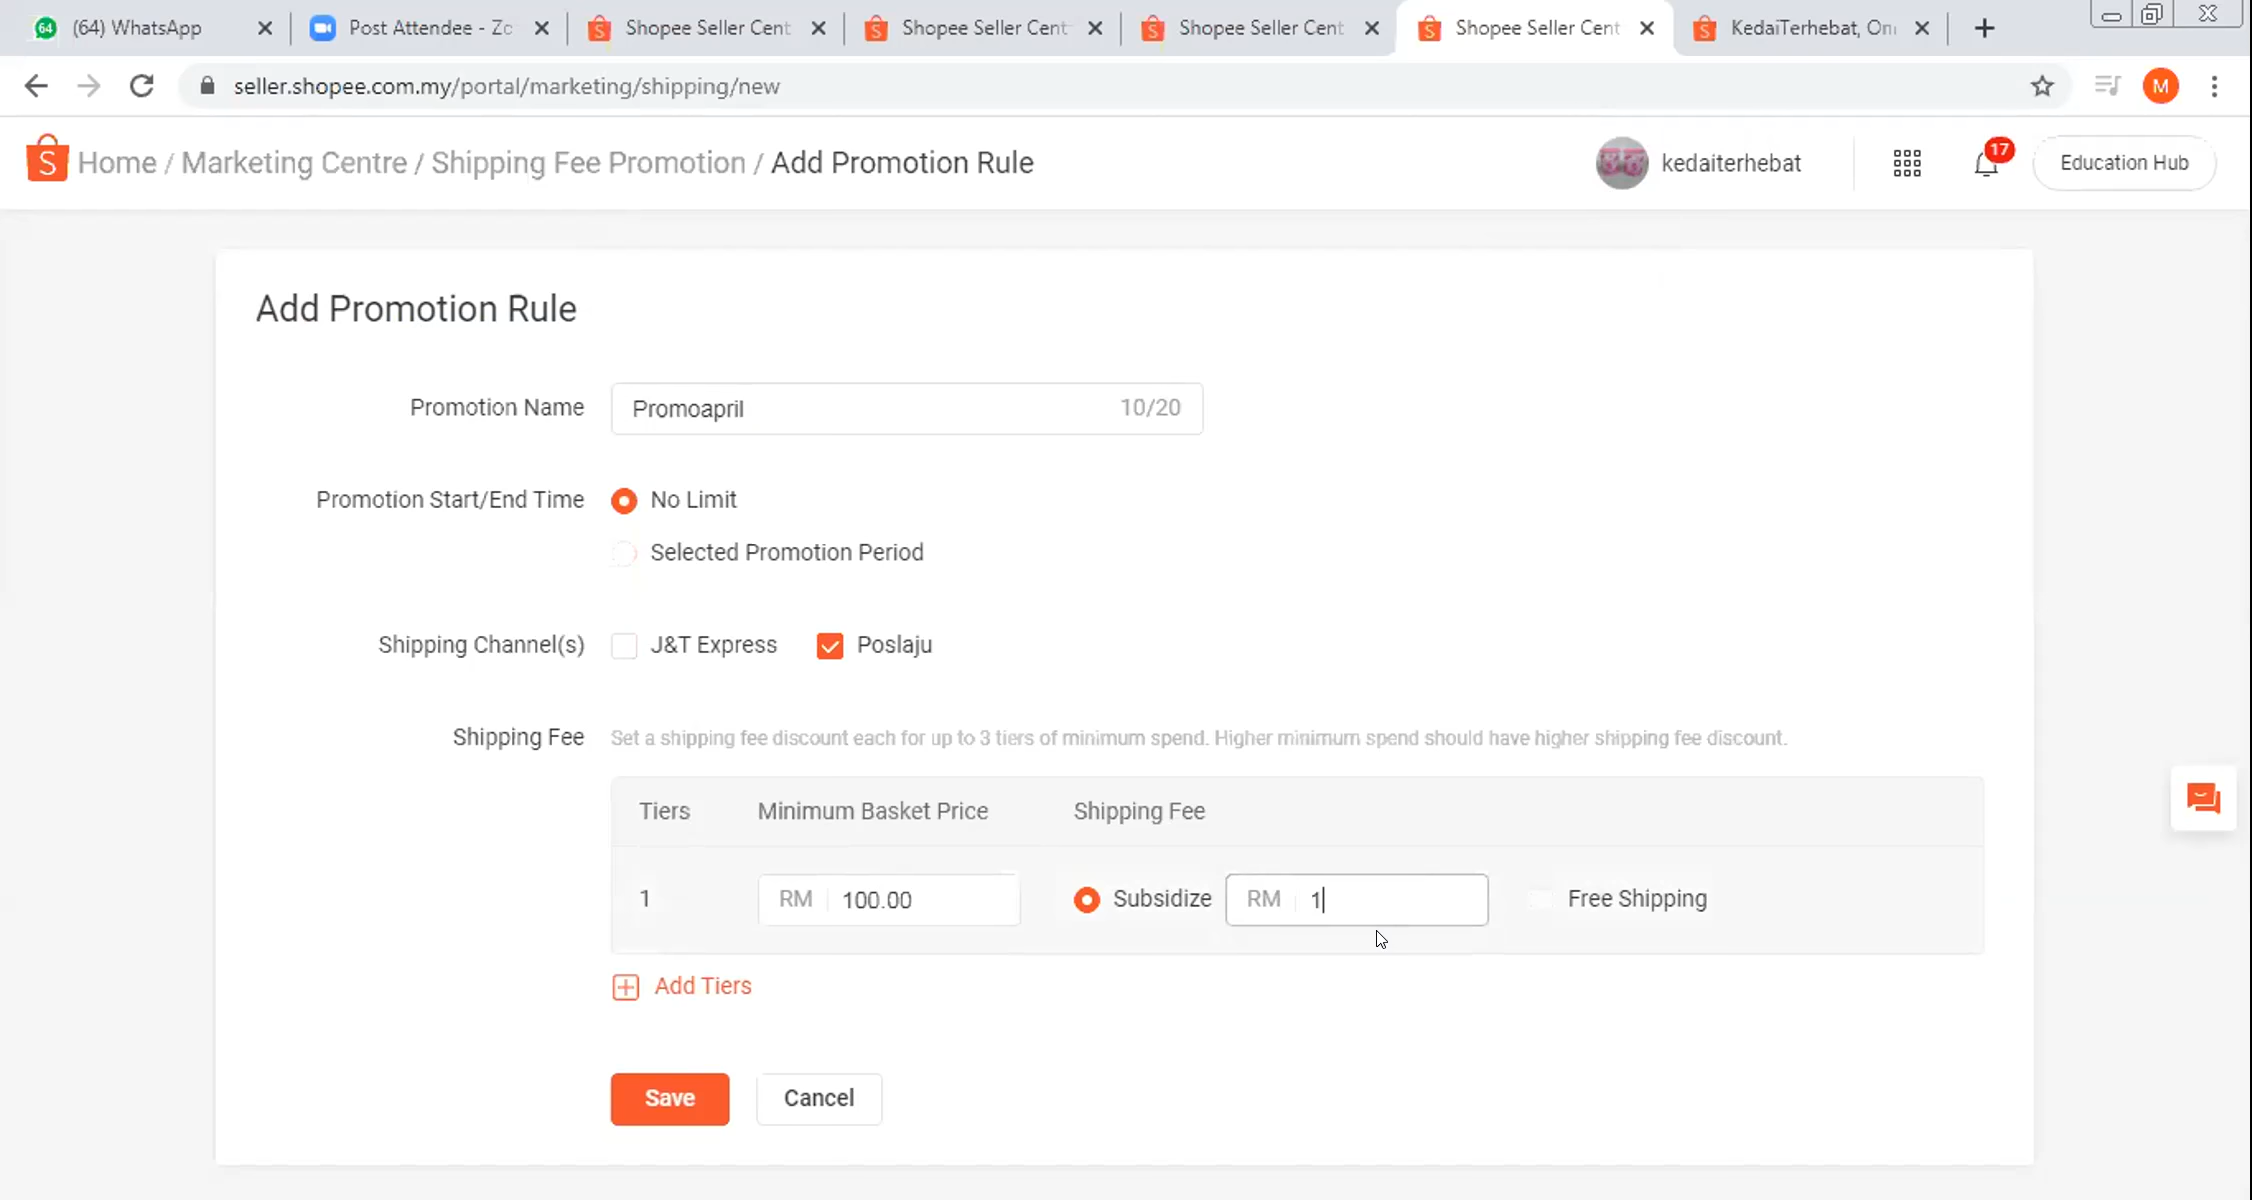 64 (64) WhatsApp
Post Attendee - Zo
Shopee Seller Cent
Shopee Seller Cent
Shopee Seller Cent
Shopee Seller Cent
KedaiTerhebat, Onl
seller.shopee.com.my/portal/marketing/shipping/new
M
S Home / Marketing Centre / Shipping Fee Promotion / Add Promotion Rule
kedaiterhebat
17
Education Hub
Add Promotion Rule
Promotion Name
Promoapril
10/20
Promotion Start/End Time
No Limit
Selected Promotion Period
Shipping Channel(s)
J&T Express
Poslaju
Shipping Fee
Set a shipping fee discount each for up to 3 tiers of minimum spend. Higher minimum spend should have higher shipping fee discount.
Tiers Minimum Basket Price Shipping Fee
1 RM 100.00 Subsidize RM 1 Free Shipping
Add Tiers
Save
Cancel